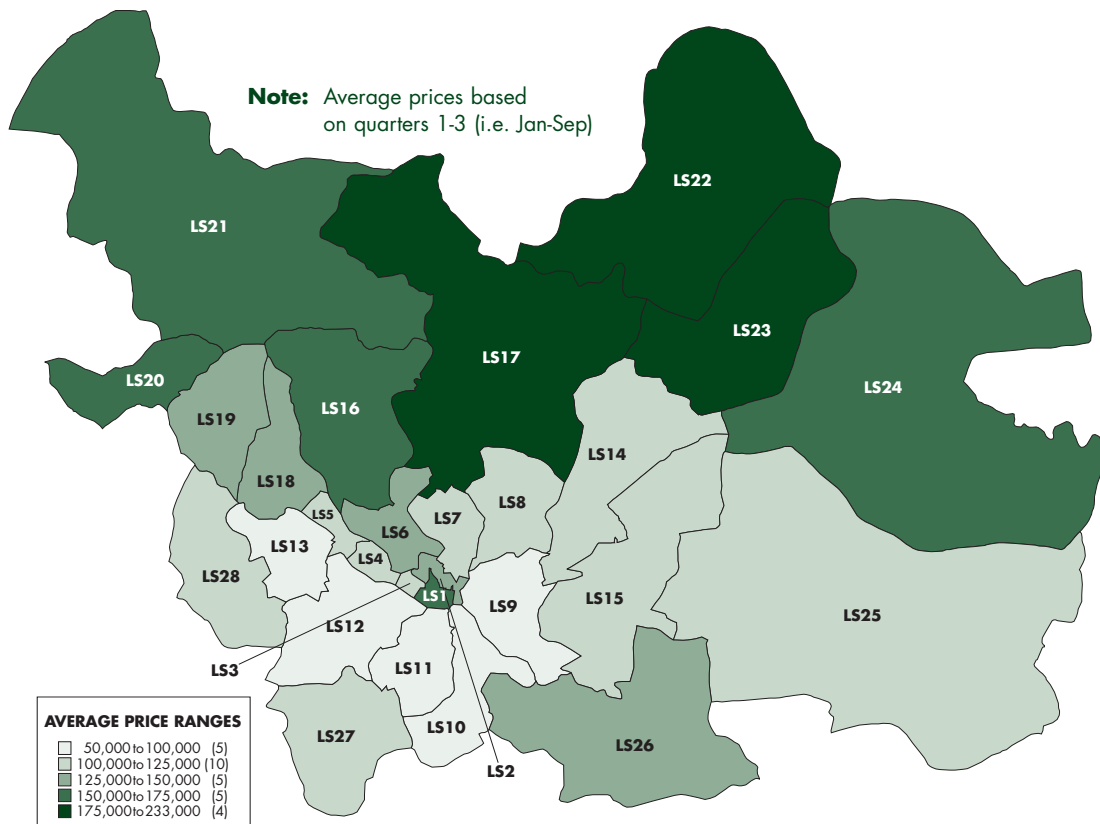 Note: Average prices based
on quarters 1-3 (i.e. Jan-Sep)
LS22
LS21
LS23
LS17
LS20
LS24
LS16
LS19
LS14
LS18
LS8
LS5
LS7
LS6
LS13
LS4
LS28
LS1
LS15
LS9
LS25
LS12
LS3
LS11
LS10
LS27
LS26
LS2
AVERAGE PRICE RANGES
50,000 to 100,000 (5)
100,000 to 125,000 (10)
125,000 to 150,000 (5)
150,000 to 175,000 (5)
175,000 to 233,000 (4)